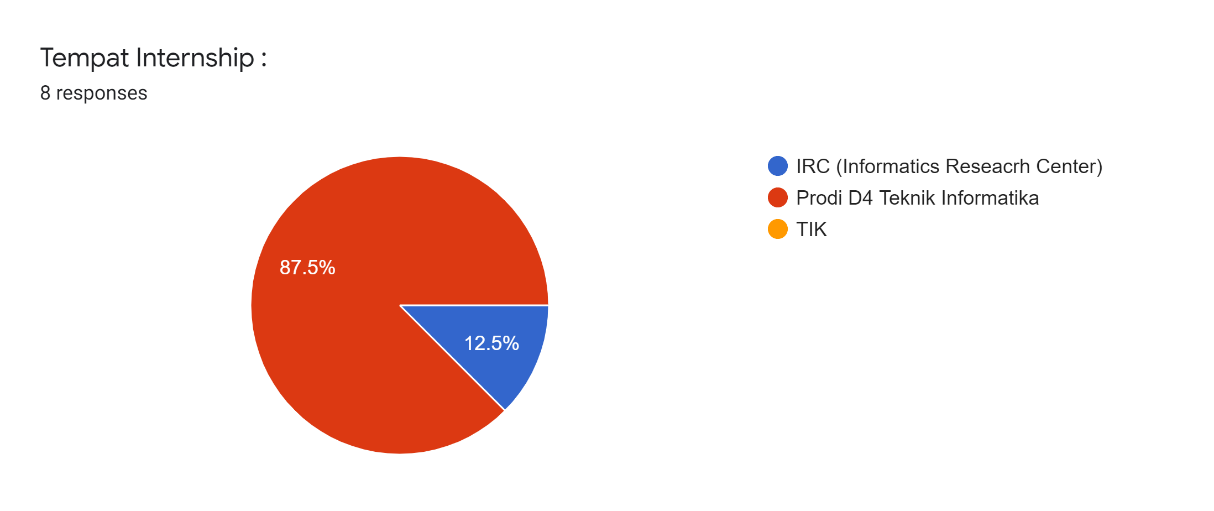 Tempat Internship :
8 responses
IRC (Informatics Reseacrh Center)
Prodi D4 Teknik Informatika
TIK
87.5%
12.5%